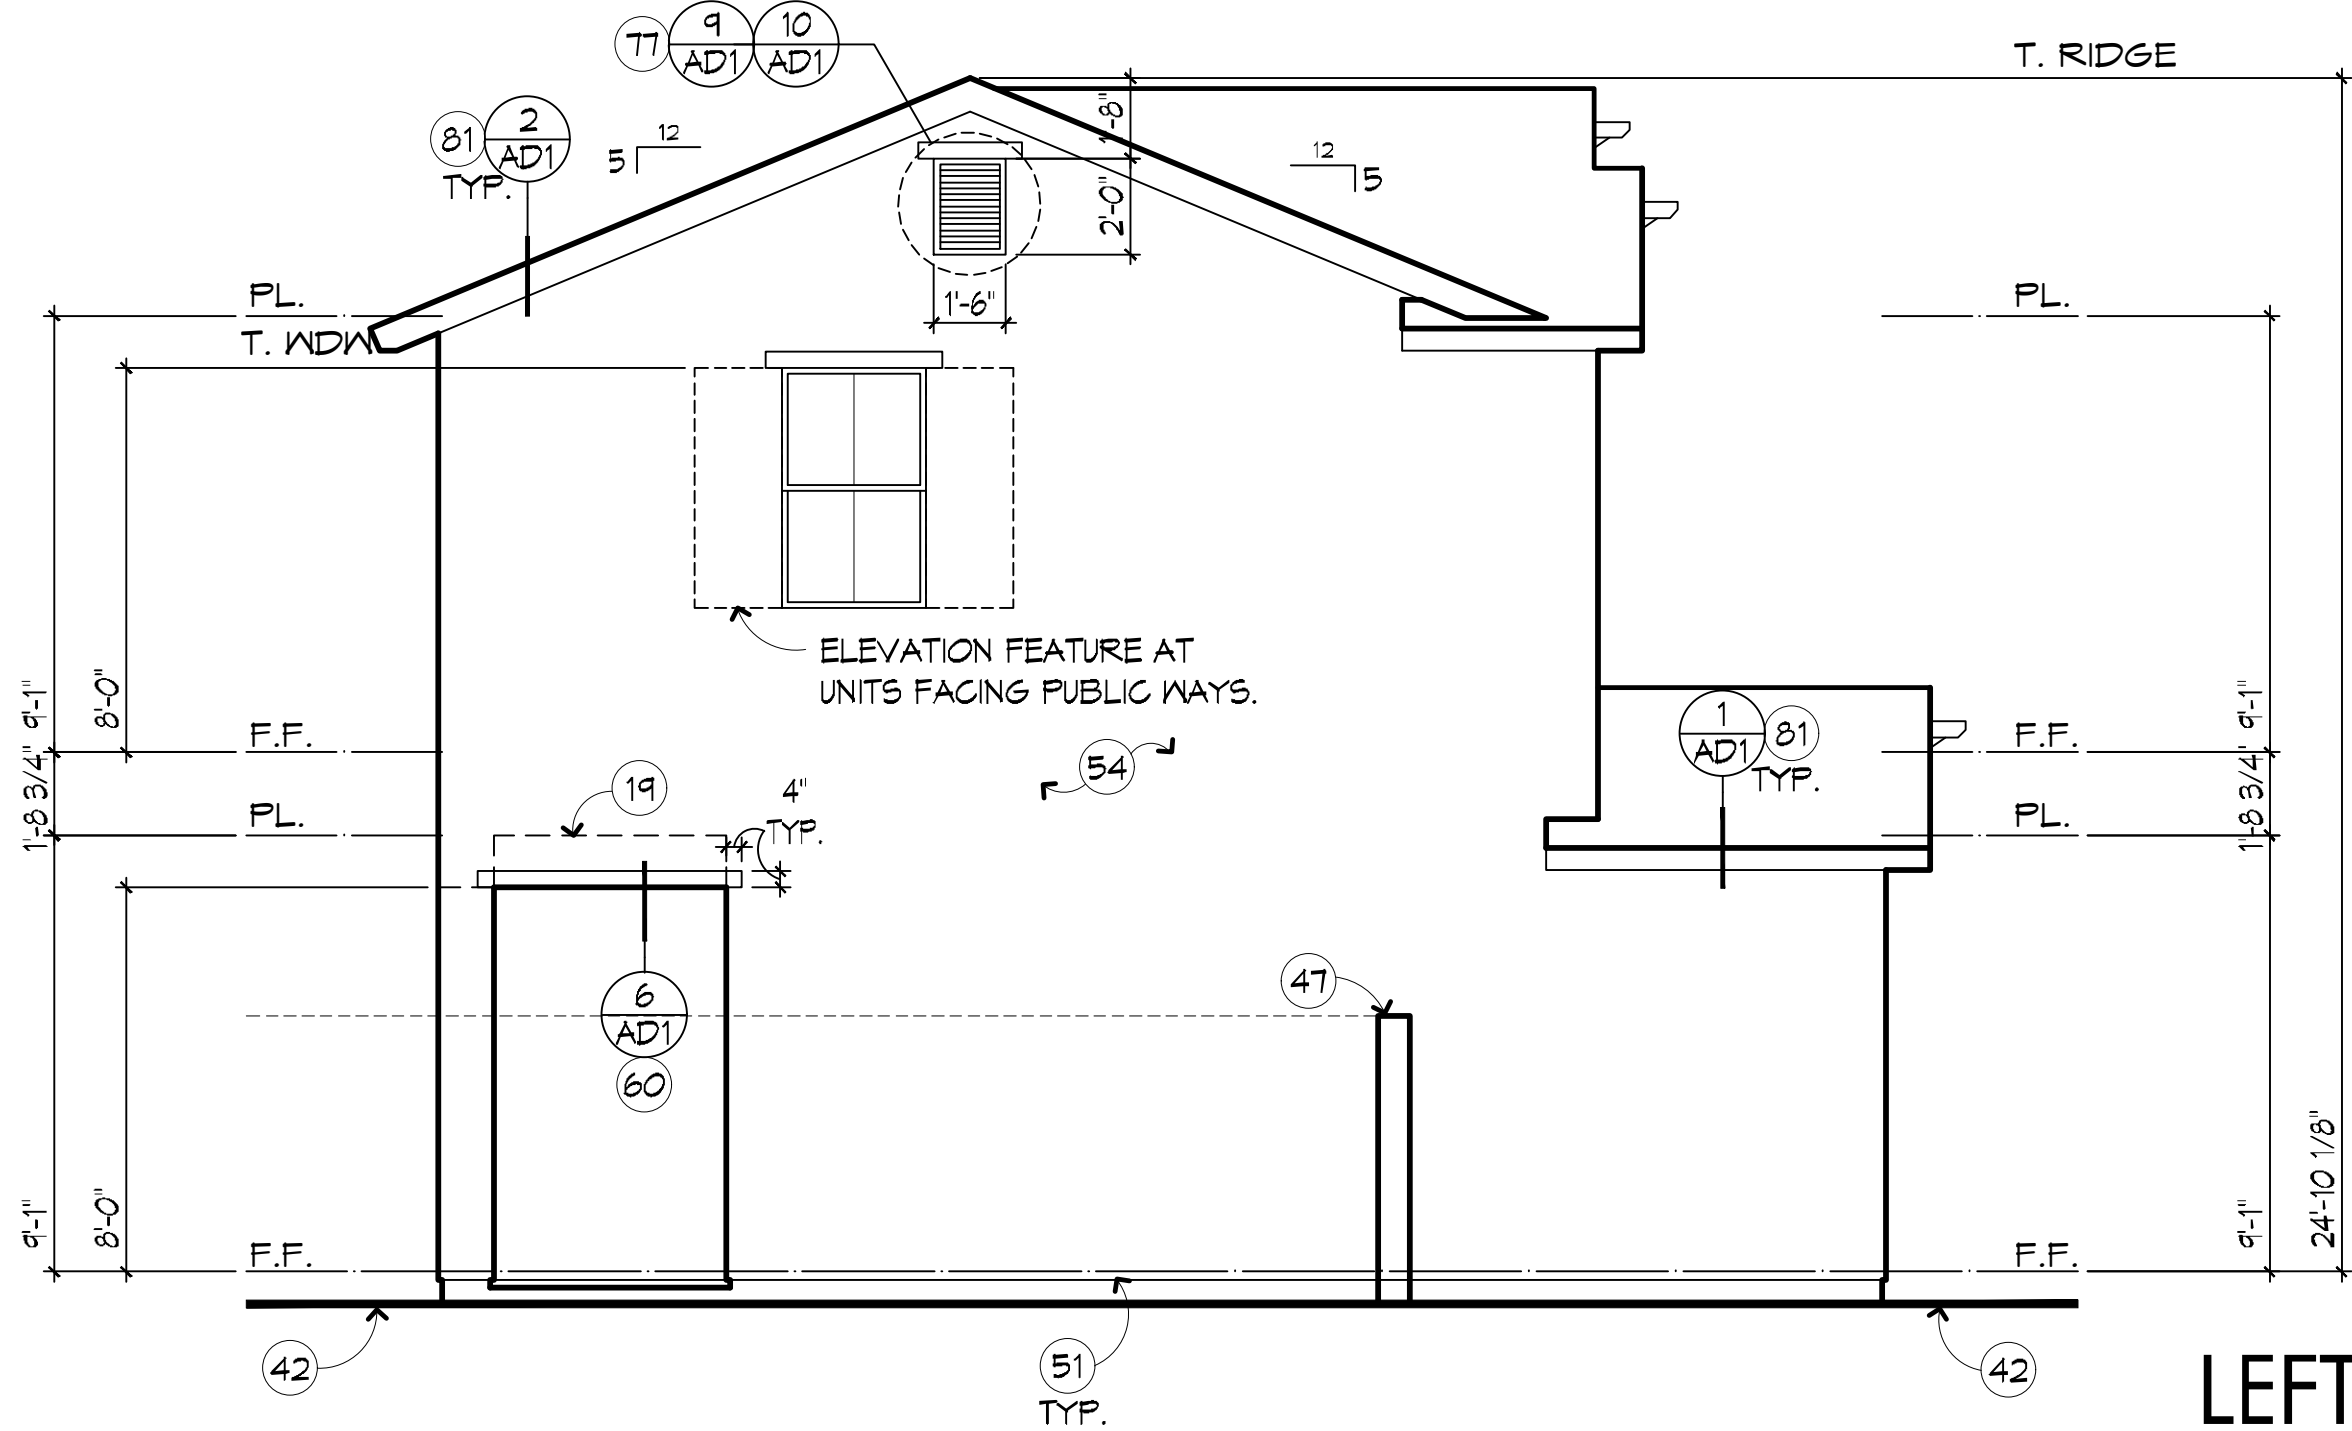 77
9
AD1
10
AD1
T. RIDGE
81
2
AD1
TYP.
5
12
1'-8"
12
5
2'-0"
1'-6"
PL.
PL.
T. WDW
ELEVATION FEATURE AT
UNITS FACING PUBLIC WAYS.
9'-1"
8'-0"
9'-1"
F.F.
F.F.
1
AD1
81
TYP.
54
19
4"
TYP.
1'-8 3/4"
1'-8 3/4"
PL.
PL.
47
6
AD1
60
9'-1"
8'-0"
9'-1"
24'-10 1/8"
F.F.
F.F.
42
51
TYP.
42
LEFT